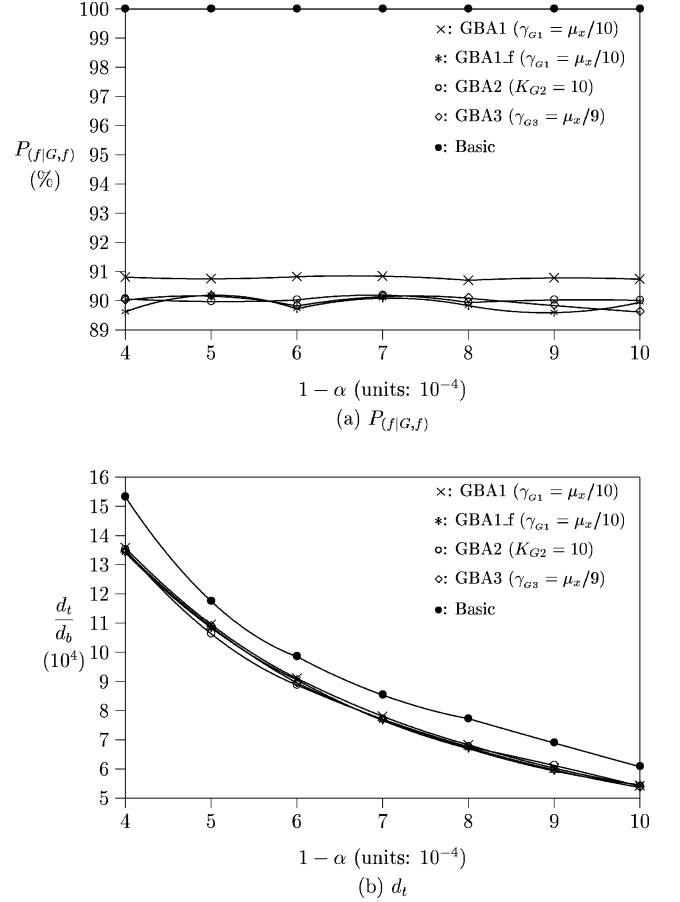 100
99
98
97
96
95
94
93
92
91
90
89
P(f|G,f)
(%)
×: GBA1 (γG1 = μx/10)
*: GBA1_f (γG1 = μx/10)
○: GBA2 (KG2 = 10)
◇: GBA3 (γG3 = μx/9)
●: Basic
4 5 6 7 8 9 10
1 − α (units: 10⁻⁴)
(a) P(f|G,f)
16
15
14
13
12
11
10
9
8
7
6
5
dt
db
(10⁴)
×: GBA1 (γG1 = μx/10)
*: GBA1_f (γG1 = μx/10)
○: GBA2 (KG2 = 10)
◇: GBA3 (γG3 = μx/9)
●: Basic
4 5 6 7 8 9 10
1 − α (units: 10⁻⁴)
(b) dt